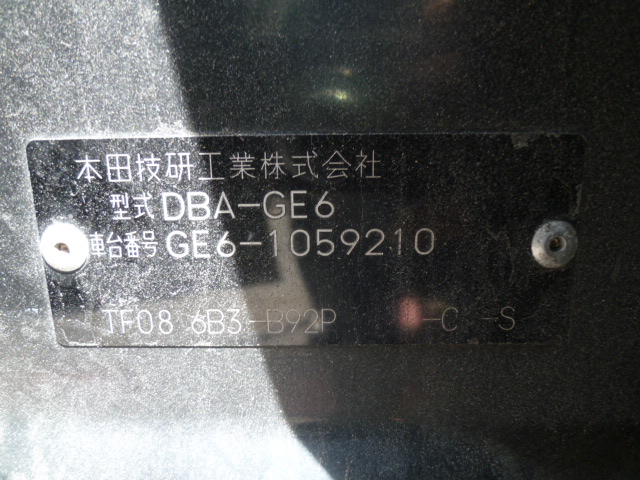 本田技研工業株式会社
型式 DBA-GE6
車台番号 GE6-1059210
TF08 6B3-B92P -C -S